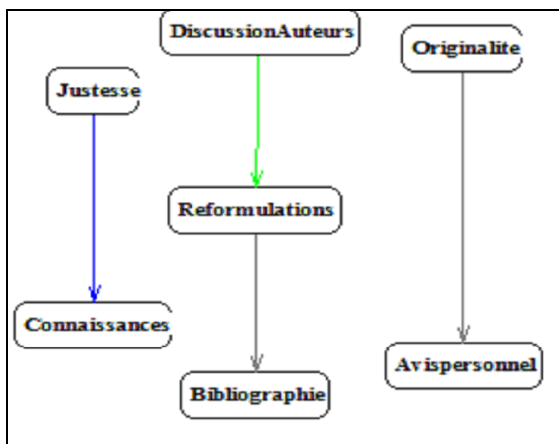 DiscussionAuteurs
Originalite
Justesse
Reformulations
Connaissances
Avispersonnel
Bibliographie